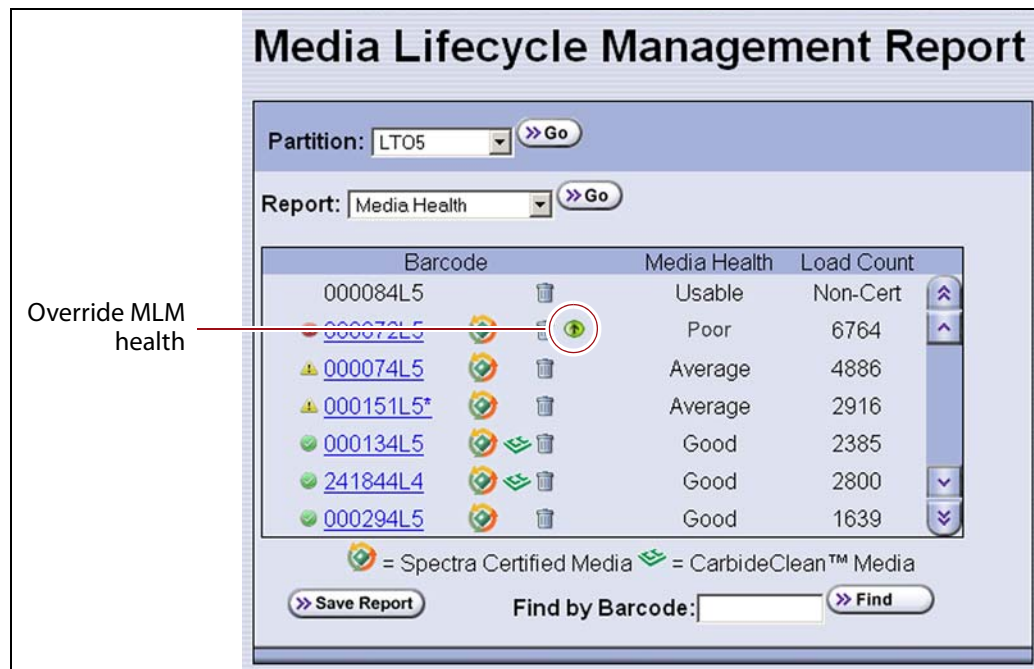 Media Lifecycle Management Report
Partition: LTO5 Go
Report: Media Health Go
Barcode Media Health Load Count
000084L5 Usable Non-Cert
Override MLM health
000072L5 Poor 6764
000074L5 Average 4886
000151L5* Average 2916
000134L5 Good 2385
241844L4 Good 2800
000294L5 Good 1639
= Spectra Certified Media = CarbideClean™ Media
Save Report Find by Barcode: Find